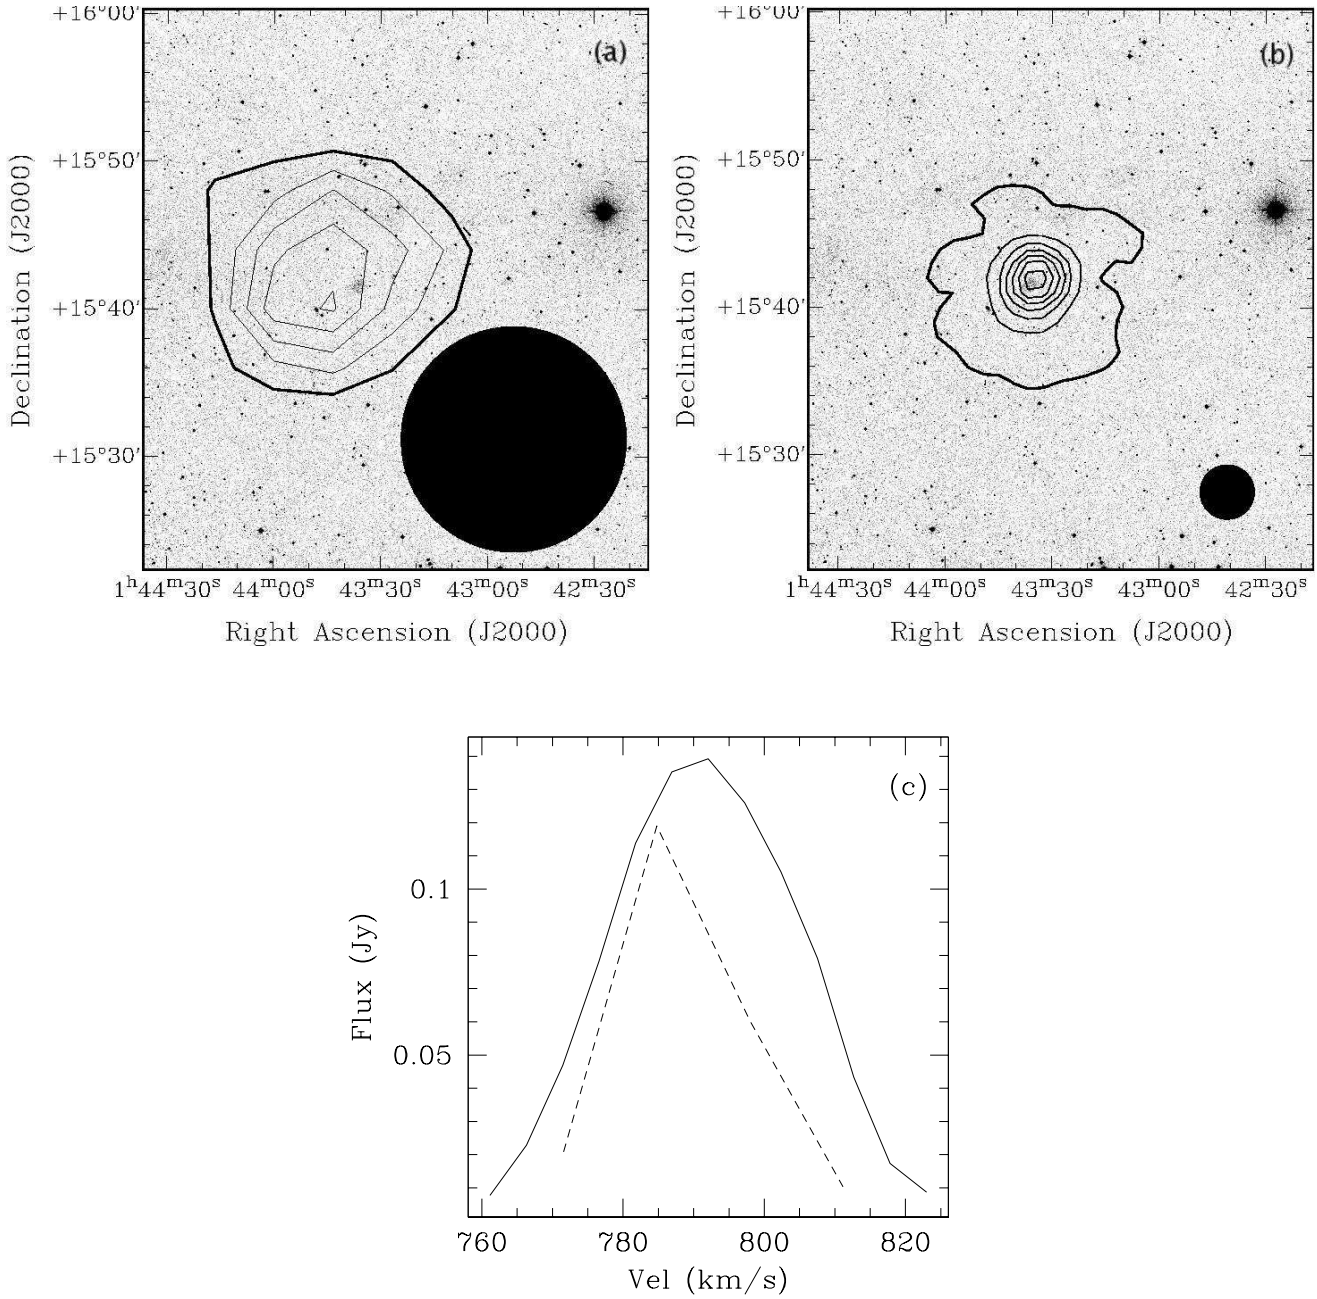 +16°00′
(a)
+15°50′
+15°40′
+15°30′
Declination (J2000)
1ʰ44ᵐ30ˢ 44ᵐ00ˢ 43ᵐ30ˢ 43ᵐ00ˢ 42ᵐ30ˢ
Right Ascension (J2000)
+16°00′
(b)
+15°50′
+15°40′
+15°30′
Declination (J2000)
1ʰ44ᵐ30ˢ 44ᵐ00ˢ 43ᵐ30ˢ 43ᵐ00ˢ 42ᵐ30ˢ
Right Ascension (J2000)
(c)
0.1
0.05
Flux (Jy)
760 780 800 820
Vel (km/s)